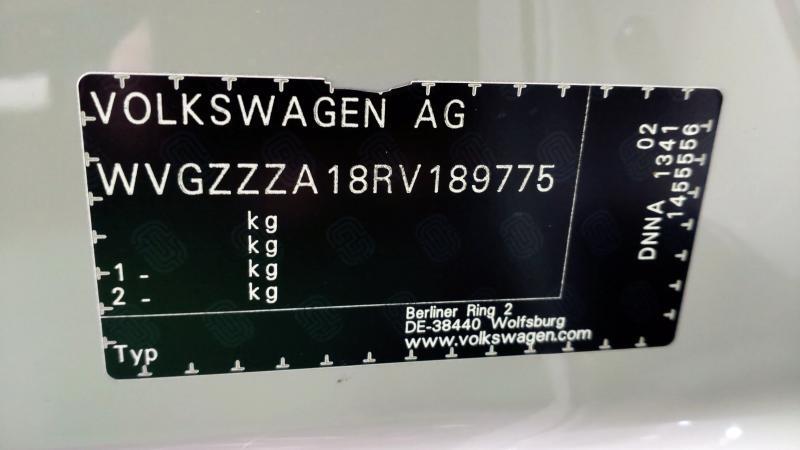 VOLKSWAGEN AG
WVGZZZA18RV189775
kg
kg
1 - kg
2 - kg
Typ
Berliner Ring 2
DE-38440 Wolfsburg
www.volkswagen.com
02
DNNA 1341
1455556